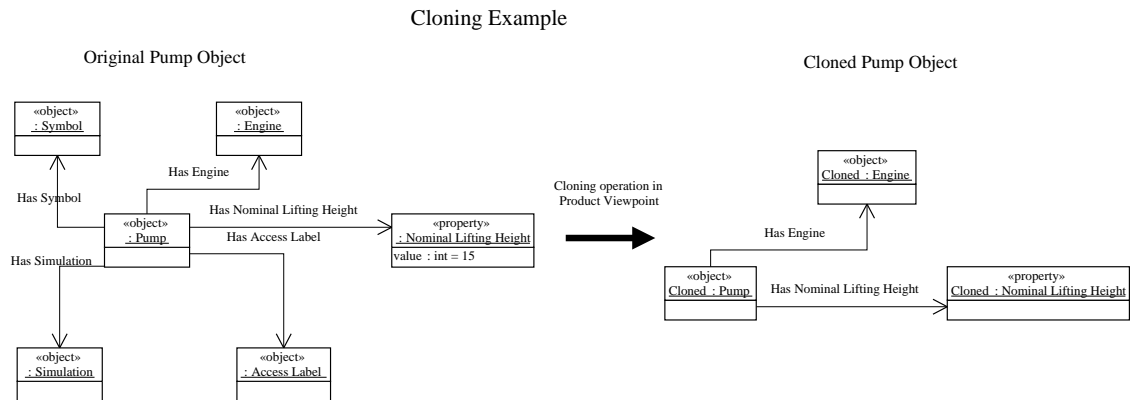 Cloning Example
Original Pump Object
Cloned Pump Object
«object»
: Symbol
«object»
: Engine
Has Engine
Has Symbol
«object»
: Pump
Has Nominal Lifting Height
Has Access Label
«property»
: Nominal Lifting Height
value : int = 15
Has Simulation
«object»
: Simulation
«object»
: Access Label
Cloning operation in
Product Viewpoint
«object»
Cloned : Engine
Has Engine
«object»
Cloned : Pump
Has Nominal Lifting Height
«property»
Cloned : Nominal Lifting Height